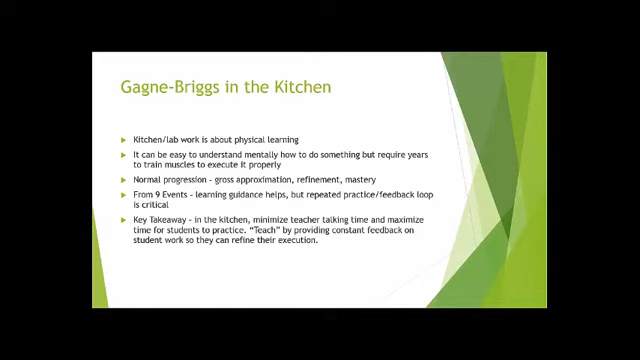 Gagne-Briggs in the Kitchen
Kitchen/lab work is about physical learning
It can be easy to understand mentally how to do something but require years
to train muscles to execute it properly
Normal progression – gross approximation, refinement, mastery
From 9 Events – learning guidance helps, but repeated practice/feedback loop
is critical
Key Takeaway – in the kitchen, minimize teacher talking time and maximize
time for students to practice. "Teach" by providing constant feedback on
student work so they can refine their execution.